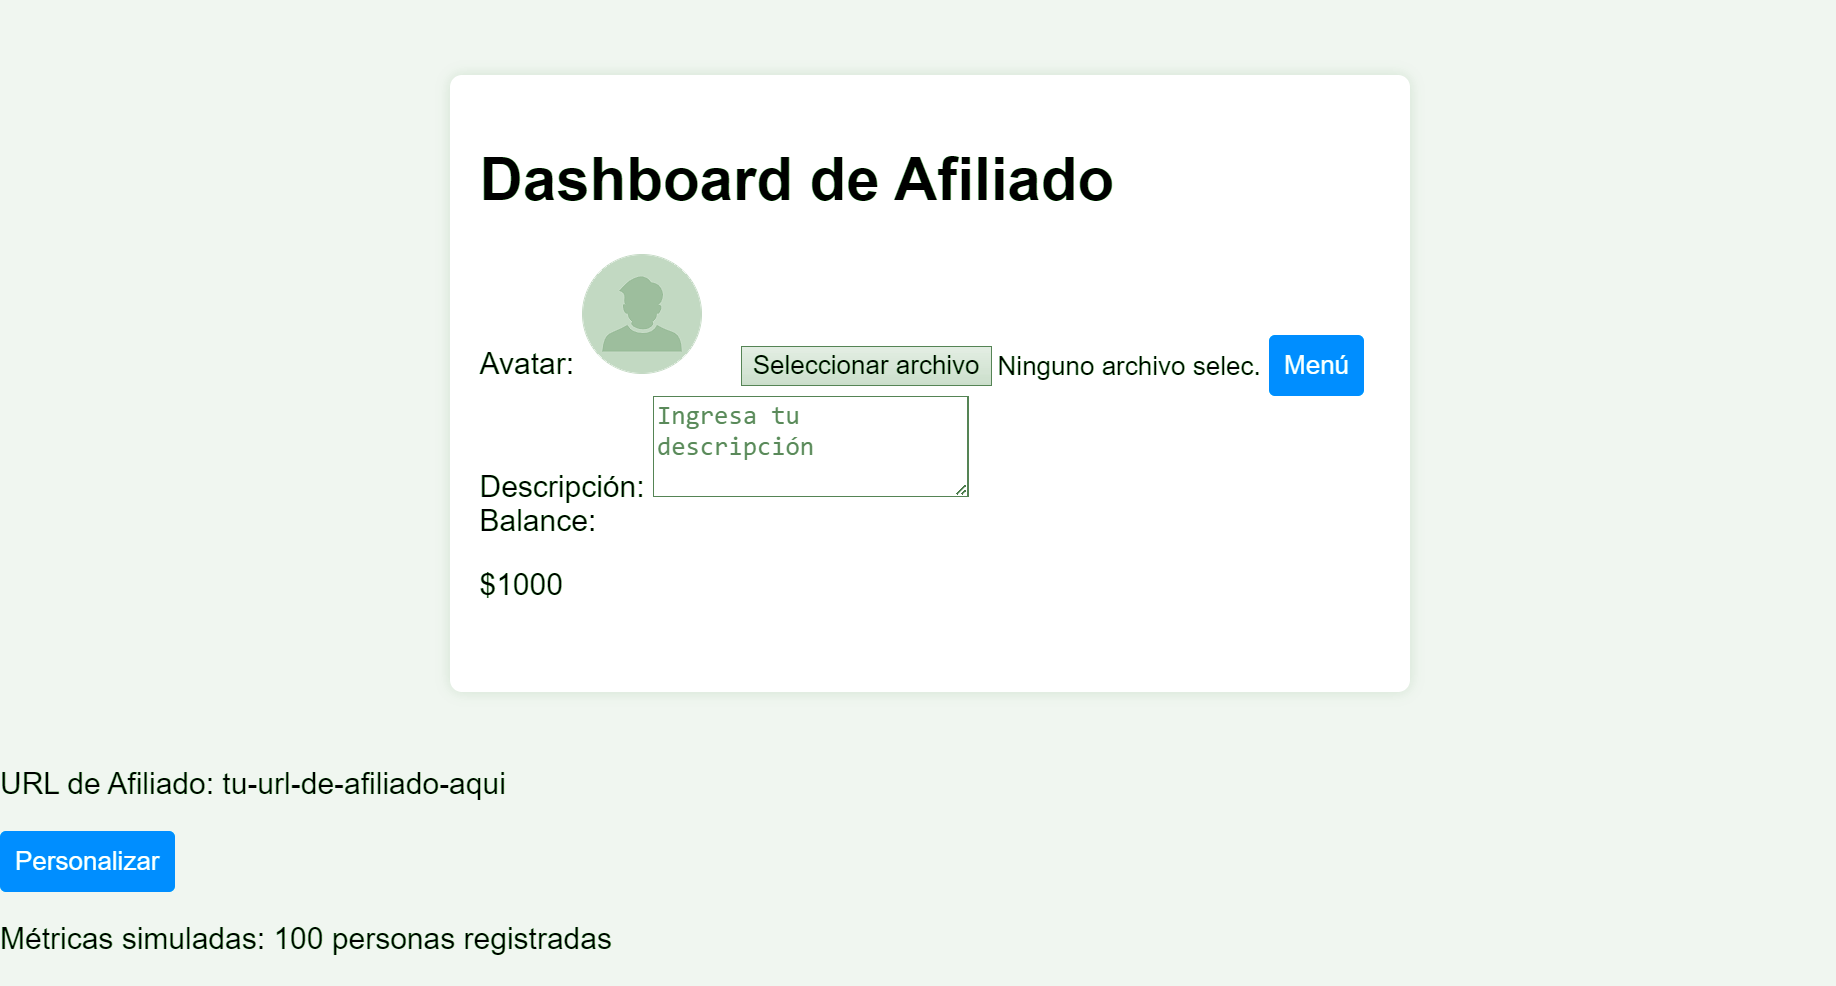 Dashboard de Afiliado
Avatar: Seleccionar archivo Ninguno archivo selec. Menú
Ingresa tu
descripción
Descripción:
Balance:
$1000
URL de Afiliado: tu-url-de-afiliado-aqui
Personalizar
Métricas simuladas: 100 personas registradas